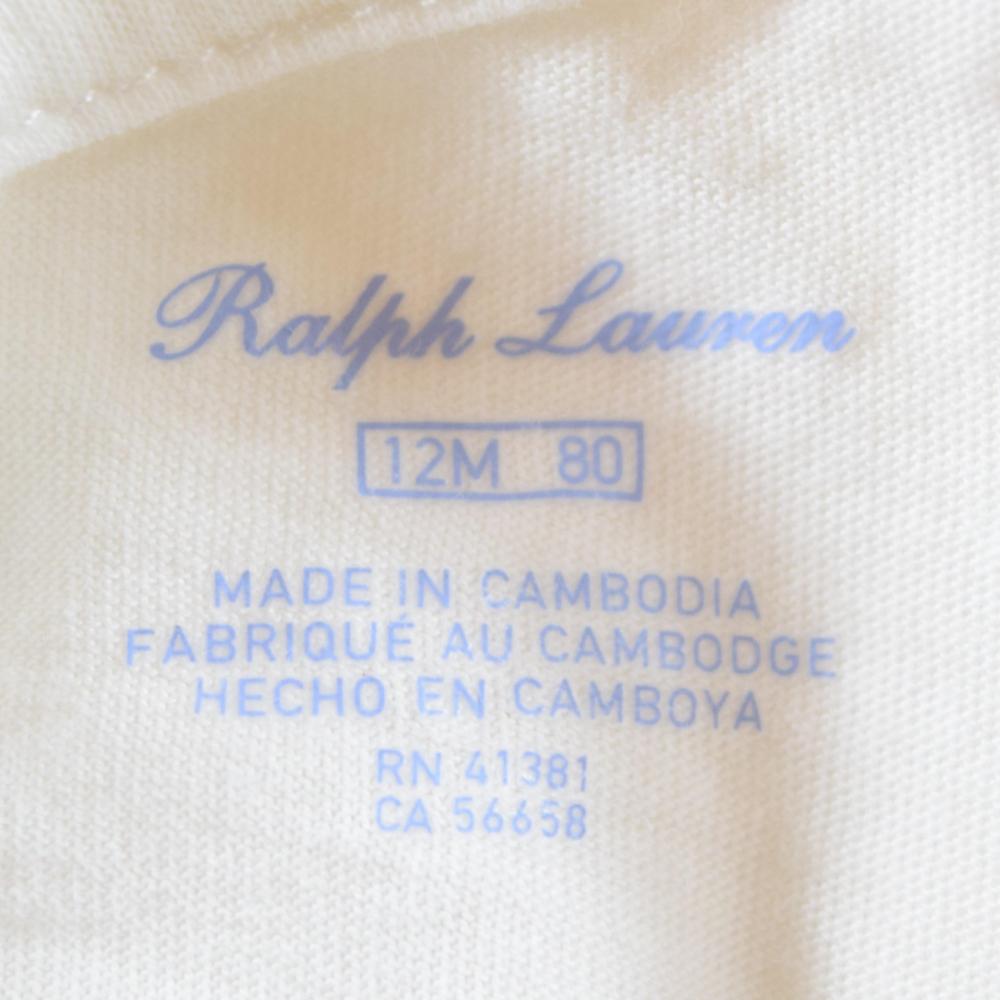 Ralph Lauren
12M 80
MADE IN CAMBODIA
FABRIQUÉ AU CAMBODGE
HECHO EN CAMBOYA
RN 41381
CA 56658